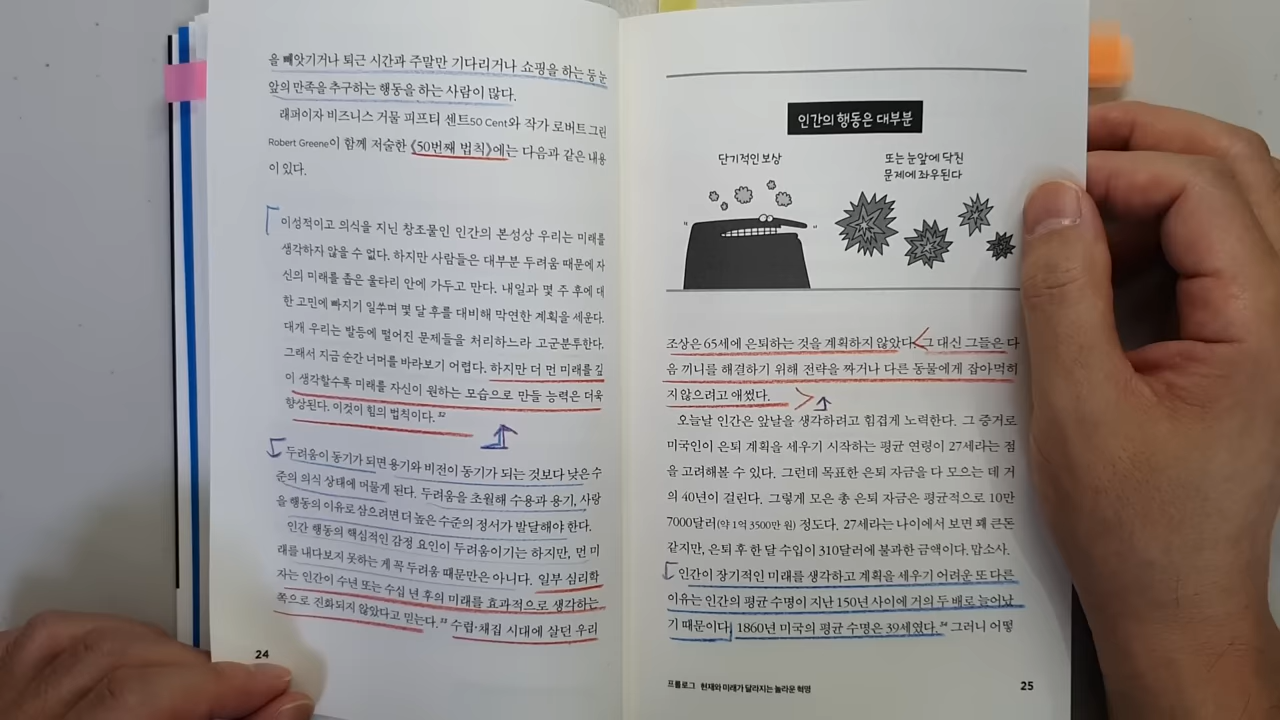 을 빼앗기거나 퇴근 시간과 주말만 기다리거나 쇼핑을 하는 등 눈
앞의 만족을 추구하는 행동을 하는 사람이 많다.
래퍼이자 비즈니스 거물 피프티 센트50 Cent와 작가 로버트 그린
Robert Greene이 함께 저술한 《50번째 법칙》에는 다음과 같은 내용
이 있다.
이성적이고 의식을 지닌 창조물인 인간의 본성상 우리는 미래를
생각하지 않을 수 없다. 하지만 사람들은 대부분 두려움 때문에 자
신의 미래를 좁은 울타리 안에 가두고 만다. 내일과 몇 주 후에 대
한 고민에 빠지기 일쑤며 몇 달 후를 대비해 막연한 계획을 세운다.
대개 우리는 발등에 떨어진 문제들을 처리하느라 고군분투한다.
그래서 지금 순간 너머를 바라보기 어렵다. 하지만 더 먼 미래를 깊
이 생각할수록 미래를 자신이 원하는 모습으로 만들 능력은 더욱
향상된다. 이것이 힘의 법칙이다.³²
두려움이 동기가 되면 용기와 비전이 동기가 되는 것보다 낮은 수
준의 의식 상태에 머물게 된다. 두려움을 초월해 수용과 용기, 사랑
을 행동의 이유로 삼으려면 더 높은 수준의 정서가 발달해야 한다.
인간 행동의 핵심적인 감정 요인이 두려움이기는 하지만, 먼 미
래를 내다보지 못하는 게 꼭 두려움 때문만은 아니다. 일부 심리학
자는 인간이 수년 또는 수십 년 후의 미래를 효과적으로 생각하는
쪽으로 진화되지 않았다고 믿는다.³³ 수렵·채집 시대에 살던 우리
24
인간의 행동은 대부분
단기적인 보상
또는 눈앞에 닥친
문제에 좌우된다
조상은 65세에 은퇴하는 것을 계획하지 않았다. 그 대신 그들은 다
음 끼니를 해결하기 위해 전략을 짜거나 다른 동물에게 잡아먹히
지 않으려고 애썼다.
오늘날 인간은 앞날을 생각하려고 힘겹게 노력한다. 그 증거로
미국인이 은퇴 계획을 세우기 시작하는 평균 연령이 27세라는 점
을 고려해볼 수 있다. 그런데 목표한 은퇴 자금을 다 모으는 데 거
의 40년이 걸린다. 그렇게 모은 총 은퇴 자금은 평균적으로 10만
7000달러(약 1억 3500만 원) 정도다. 27세라는 나이에서 보면 꽤 큰돈
같지만, 은퇴 후 한 달 수입이 310달러에 불과한 금액이다. 맙소사.
인간이 장기적인 미래를 생각하고 계획을 세우기 어려운 또 다른
이유는 인간의 평균 수명이 지난 150년 사이에 거의 두 배로 늘어났
기 때문이다. 1860년 미국의 평균 수명은 39세였다.³⁴ 그러니 어떻
프롤로그 현재와 미래가 달라지는 놀라운 혁명
25